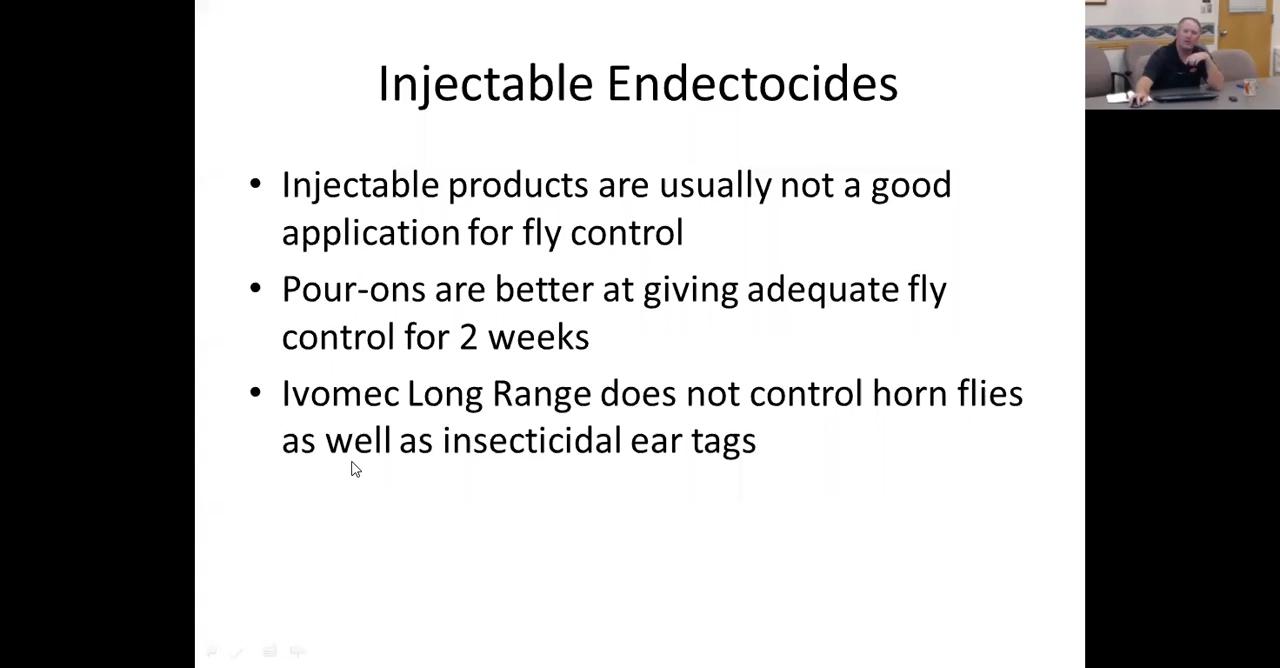 Injectable Endectocides
• Injectable products are usually not a good
application for fly control
• Pour-ons are better at giving adequate fly
control for 2 weeks
• Ivomec Long Range does not control horn flies
as well as insecticidal ear tags